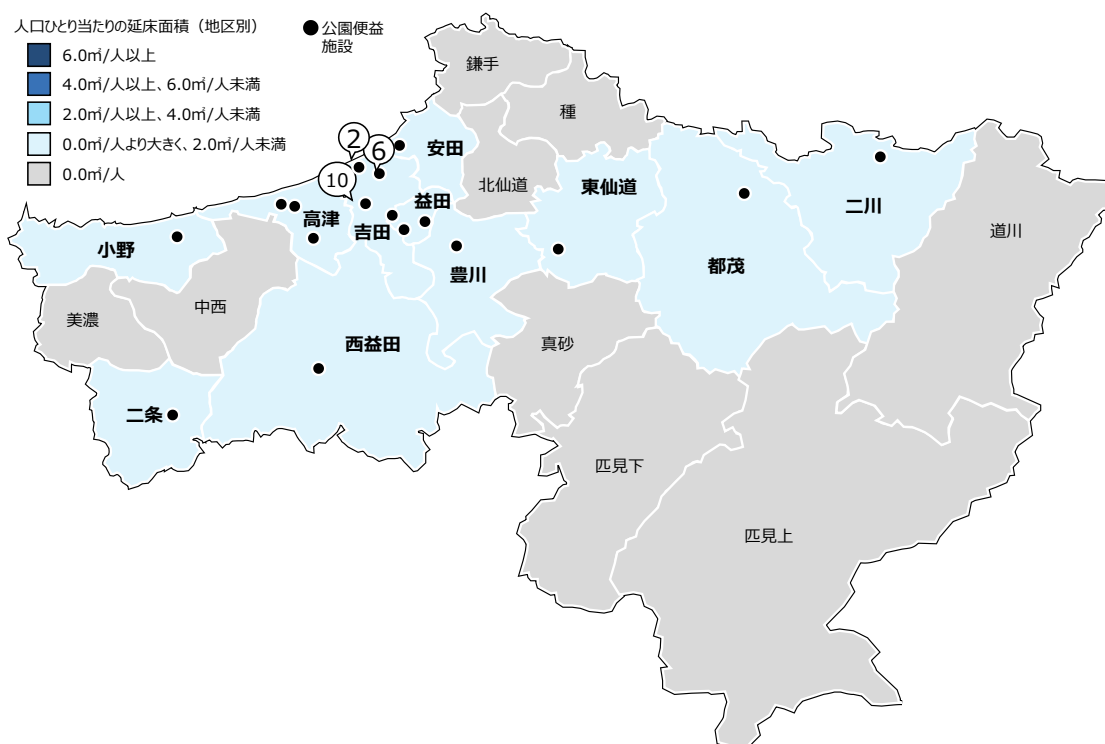 人口ひとり当たりの延床面積（地区別）
6.0㎡/人以上
4.0㎡/人以上、6.0㎡/人未満
2.0㎡/人以上、4.0㎡/人未満
0.0㎡/人より大きく、2.0㎡/人未満
0.0㎡/人
公園便益
施設
鎌手
種
2
6
安田
10
北仙道
東仙道
益田
二川
高津
吉田
道川
小野
豊川
都茂
中西
美濃
西益田
真砂
二条
匹見下
匹見上